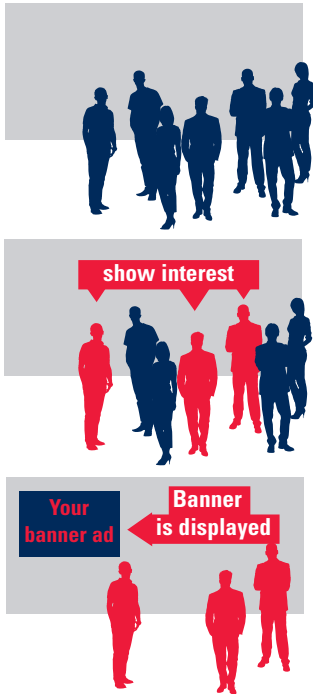 show interest
Your
banner ad
Banner
is displayed